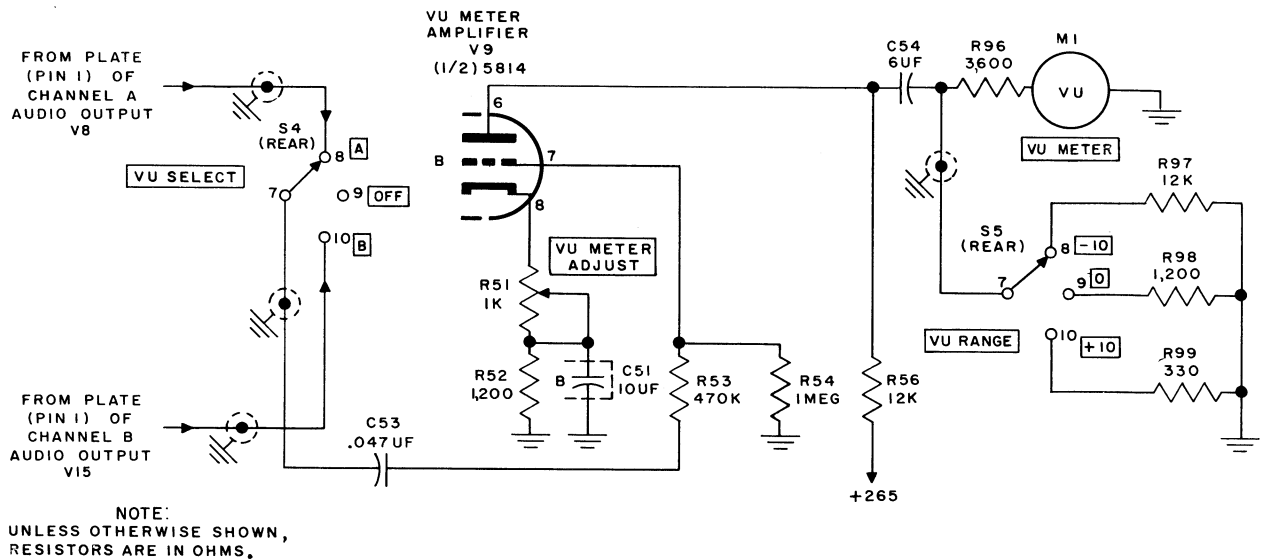 FROM PLATE
(PIN 1) OF
CHANNEL A
AUDIO OUTPUT
V8
S4
(REAR)
8 A
VU SELECT
7
9 OFF
10 B
FROM PLATE
(PIN 1) OF
CHANNEL B
AUDIO OUTPUT
V15
C53
.047UF
NOTE:
UNLESS OTHERWISE SHOWN,
RESISTORS ARE IN OHMS.
VU METER
AMPLIFIER
V9
(1/2) 5814
6
B
7
8
VU METER
ADJUST
R51
1K
R52
1,200
B
C51
10UF
R53
470K
R54
1MEG
R56
12K
+265
C54
6UF
R96
3,600
M1
VU
VU METER
R97
12K
S5
(REAR)
8 -10
7
9 0
R98
1,200
10 +10
VU RANGE
R99
330